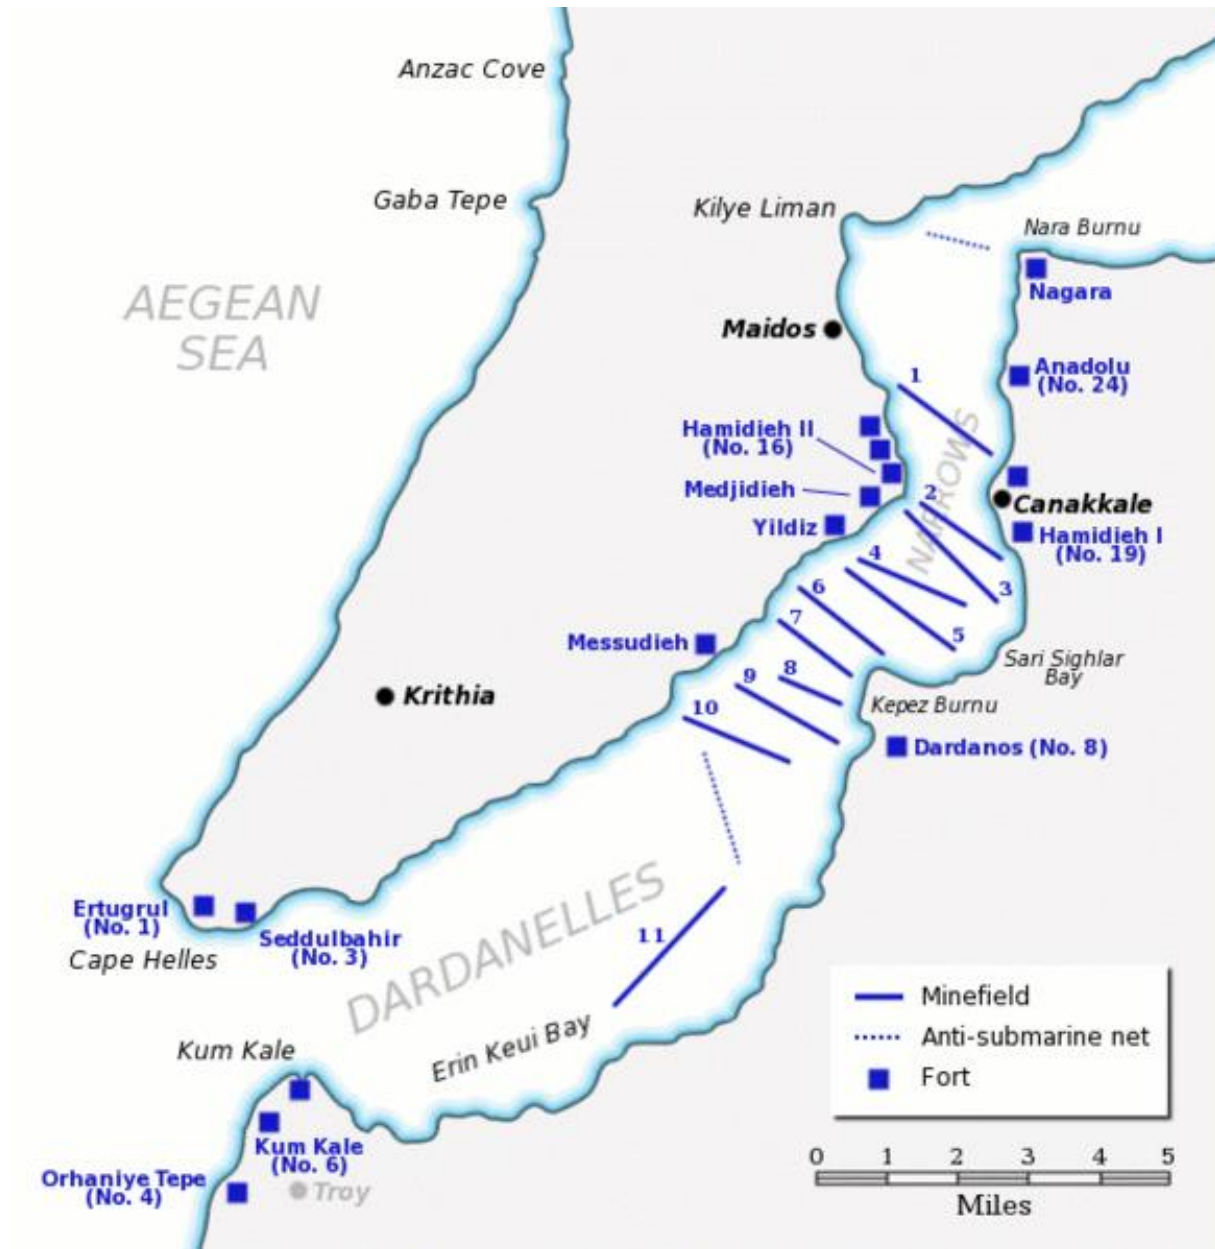 Anzac Cove
Gaba Tepe
Kilye Liman
Nara Burnu
Nagara
AEGEAN
SEA
Maidos
Anadolu
(No. 24)
1
Hamidieh II
(No. 16)
NARROWS
Medjidieh
2
Canakkale
Yildiz
Hamidieh I
(No. 19)
4
6
3
7
5
Messudieh
Sari Sighlar
Bay
8
9
Krithia
10
Kepez Burnu
Dardanos (No. 8)
Ertugrul
(No. 1)
Seddulbahir
(No. 3)
Cape Helles
11
DARDANELLES
Erin Keui Bay
Kum Kale
Kum Kale
(No. 6)
Orhaniye Tepe
(No. 4)
Troy
Minefield
Anti-submarine net
Fort
0 1 2 3 4 5
Miles